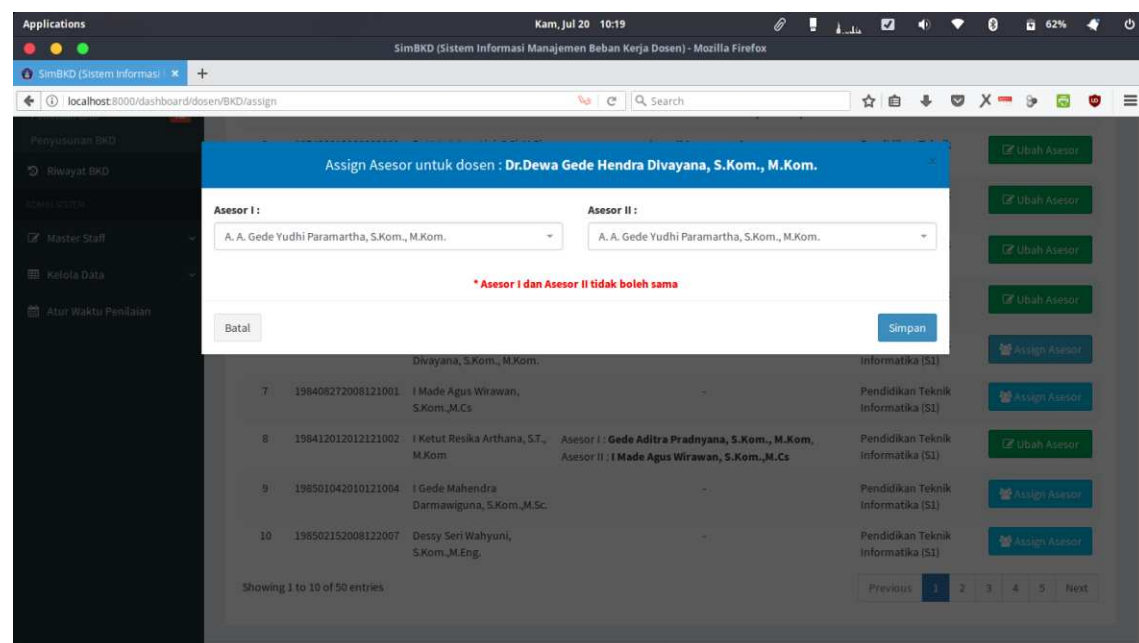 Applications Kam, Jul 20 10:19 62%
SimBKD (Sistem Informasi Manajemen Beban Kerja Dosen) - Mozilla Firefox
SimBKD (Sistem Informasi
localhost:8000/dashboard/dosen/BKD/assign Search
Penyusunan BKD
Ubah Asesor
Assign Asesor untuk dosen : Dr.Dewa Gede Hendra Divayana, S.Kom., M.Kom. ×
Riwayat BKD
Asesor I : Asesor II :
Ubah Asesor
A. A. Gede Yudhi Paramartha, S.Kom., M.Kom. A. A. Gede Yudhi Paramartha, S.Kom., M.Kom.
Master Staff
Ubah Asesor
Kelola Data
* Asesor I dan Asesor II tidak boleh sama
Ubah Asesor
Atur Waktu Penilaian
Batal Simpan
Assign Asesor
Divayana, S.Kom., M.Kom. Informatika (S1)
7 198408272008121001 I Made Agus Wirawan, - Pendidikan Teknik
S.Kom.,M.Cs Informatika (S1)
Assign Asesor
8 198412012012121002 I Ketut Resika Arthana, S.T., Asesor I : Gede Aditra Pradnyana, S.Kom., M.Kom, Pendidikan Teknik
M.Kom Asesor II : I Made Agus Wirawan, S.Kom.,M.Cs Informatika (S1)
Ubah Asesor
9 198501042010121004 I Gede Mahendra - Pendidikan Teknik
Darmawiguna, S.Kom.,M.Sc. Informatika (S1)
Assign Asesor
10 198502152008122007 Dessy Seri Wahyuni, - Pendidikan Teknik
S.Kom.,M.Eng. Informatika (S1)
Assign Asesor
Showing 1 to 10 of 50 entries Previous 1 2 3 4 5 Next